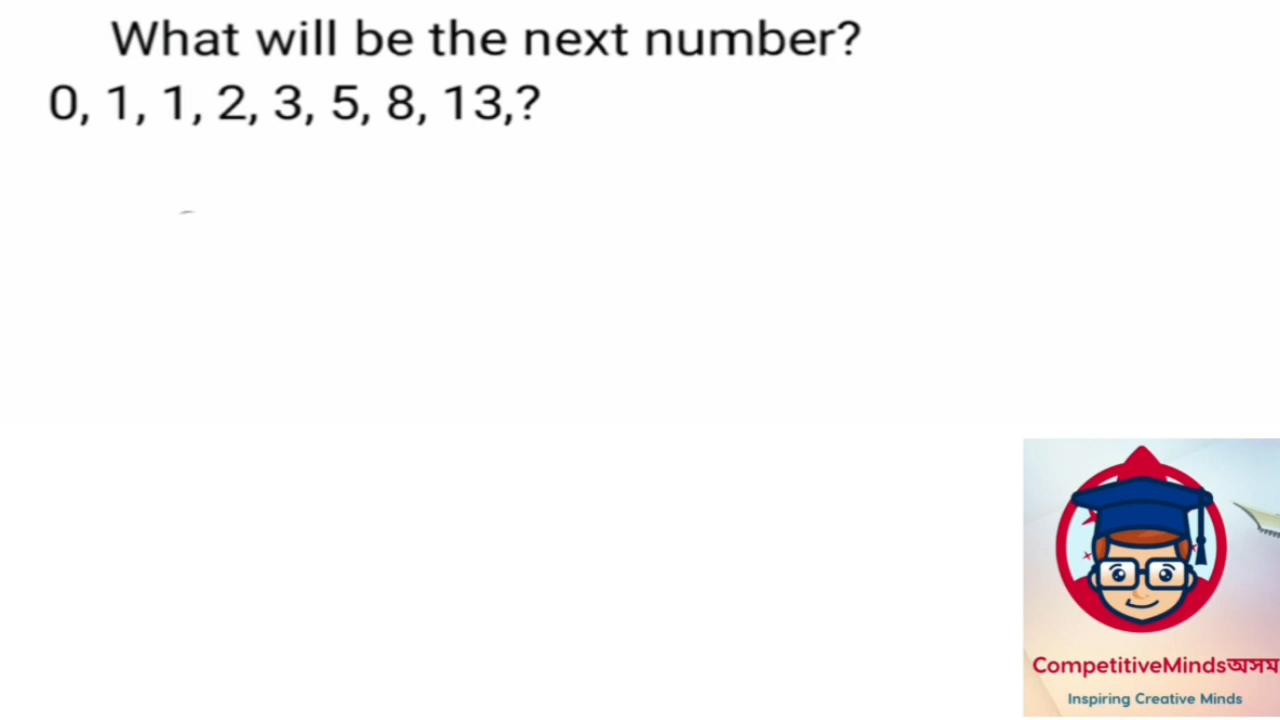 What will be the next number?
0, 1, 1, 2, 3, 5, 8, 13,?
CompetitiveMindsঅসম
Inspiring Creative Minds